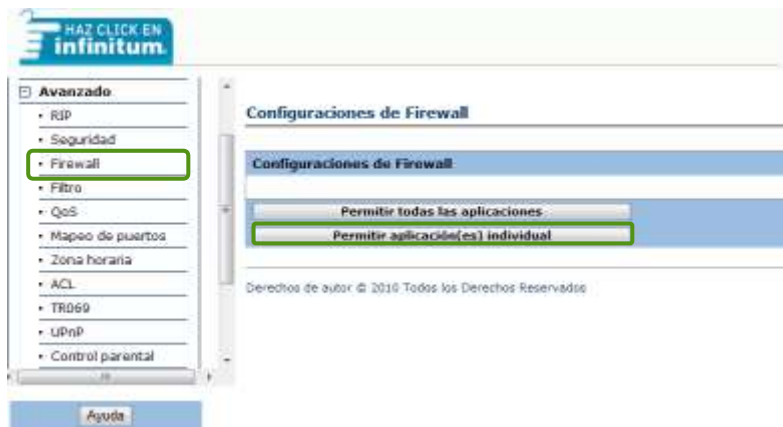 HAZ CLICK EN
infinitum.
Avanzado
RIP
Seguridad
Firewall
Filtro
QoS
Mapeo de puertos
Zona horaria
ACL
TR069
UPnP
Control parental
Ayuda
Configuraciones de Firewall
Configuraciones de Firewall
Permitir todas las aplicaciones
Permitir aplicación(es) individual
Derechos de autor © 2010 Todos los Derechos Reservados